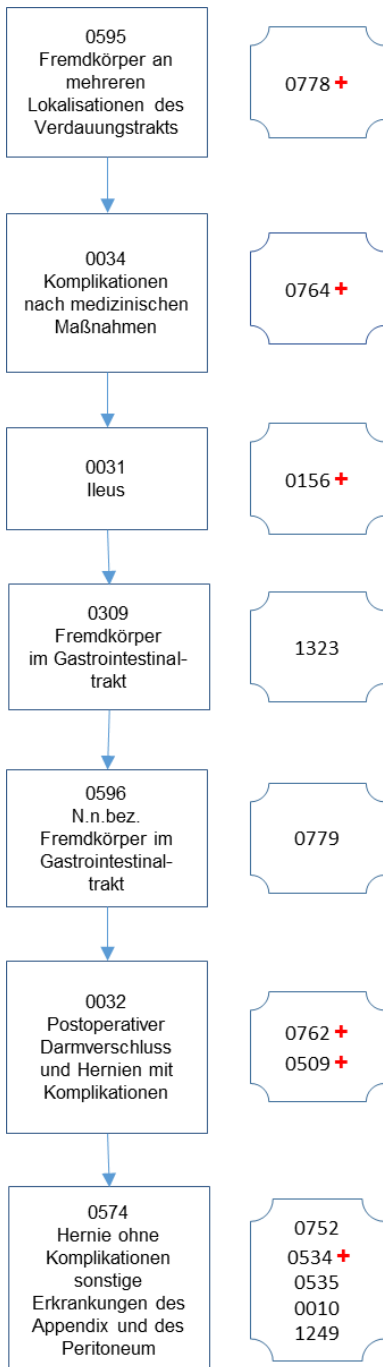 0595
Fremdkörper an
mehreren
Lokalisationen des
Verdauungstrakts
0778 +
0034
Komplikationen
nach medizinischen
Maßnahmen
0764 +
0031
Ileus
0156 +
0309
Fremdkörper
im Gastrointestinal-
trakt
1323
0596
N.n.bez.
Fremdkörper im
Gastrointestinal-
trakt
0779
0032
Postoperativer
Darmverschluss
und Hernien mit
Komplikationen
0762 +
0509 +
0574
Hernie ohne
Komplikationen
sonstige
Erkrankungen des
Appendix und des
Peritoneum
0752
0534 +
0535
0010
1249